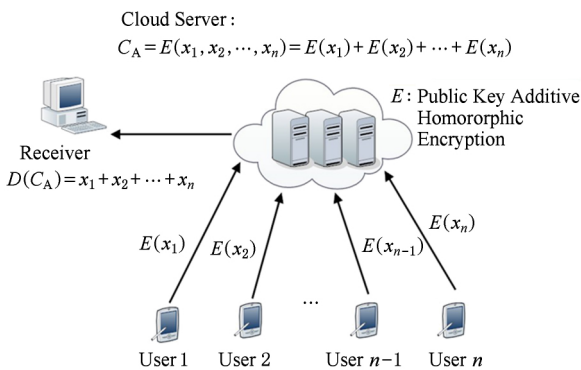 Cloud Server :
C_A = E(x_1, x_2, ⋯, x_n) = E(x_1) + E(x_2) + ⋯ + E(x_n)
E : Public Key Additive
Homororphic
Encryption
Receiver
D(C_A) = x_1 + x_2 + ⋯ + x_n
E(x_1)
E(x_2)
E(x_{n-1})
E(x_n)
...
User 1
User 2
User n-1
User n